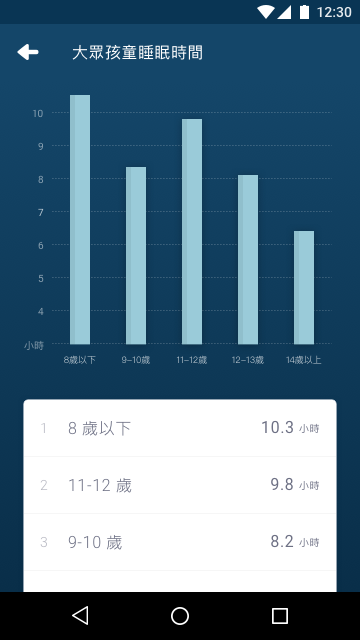 12:30
大眾孩童睡眠時間
10
9
8
7
6
5
4
小時
8歲以下 9-10歲 11-12歲 12-13歲 14歲以上
1 8 歲以下 10.3 小時
2 11-12 歲 9.8 小時
3 9-10 歲 8.2 小時